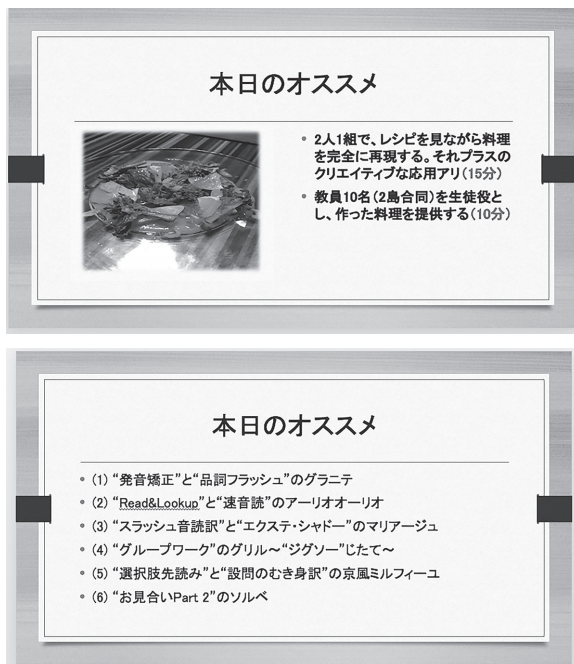 本日のオススメ
• 2人1組で、レシピを見ながら料理
を完全に再現する。それプラスの
クリエイティブな応用アリ(15分)
• 教員10名(2島合同)を生徒役と
し、作った料理を提供する(10分)
本日のオススメ
• (1) “発音矯正”と“品詞フラッシュ”のグラニテ
• (2) “Read&Lookup”と“速音読”のアーリオオーリオ
• (3) “スラッシュ音読訳”と“エクステ・シャドー”のマリアージュ
• (4) “グループワーク”のグリル～“ジグソー”じたて～
• (5) “選択肢先読み”と“設問のむき身訳”の京風ミルフィーユ
• (6) “お見合いPart 2”のソルベ